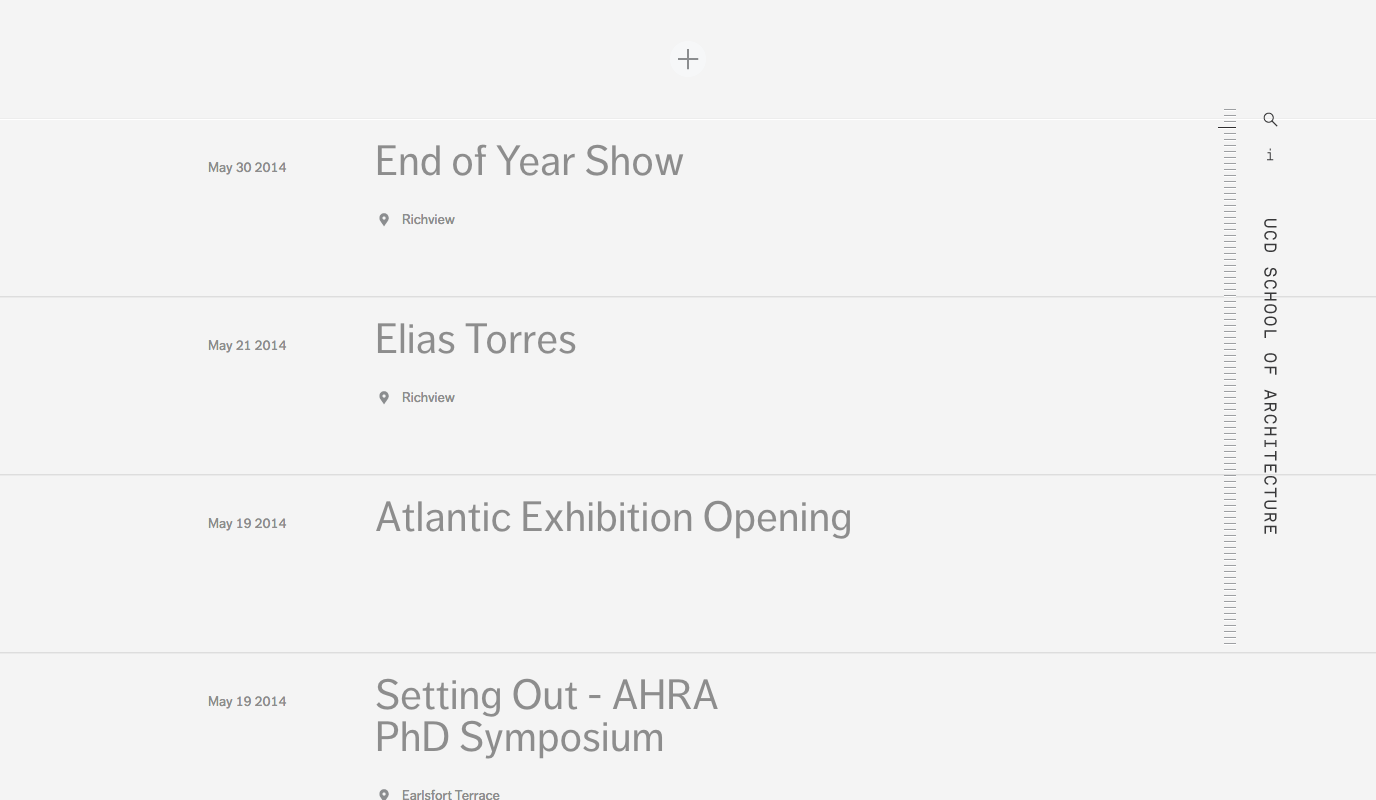 May 30 2014
End of Year Show
Richview
May 21 2014
Elias Torres
Richview
May 19 2014
Atlantic Exhibition Opening
May 19 2014
Setting Out - AHRA
PhD Symposium
Earlsfort Terrace
i
UCD SCHOOL OF ARCHITECTURE